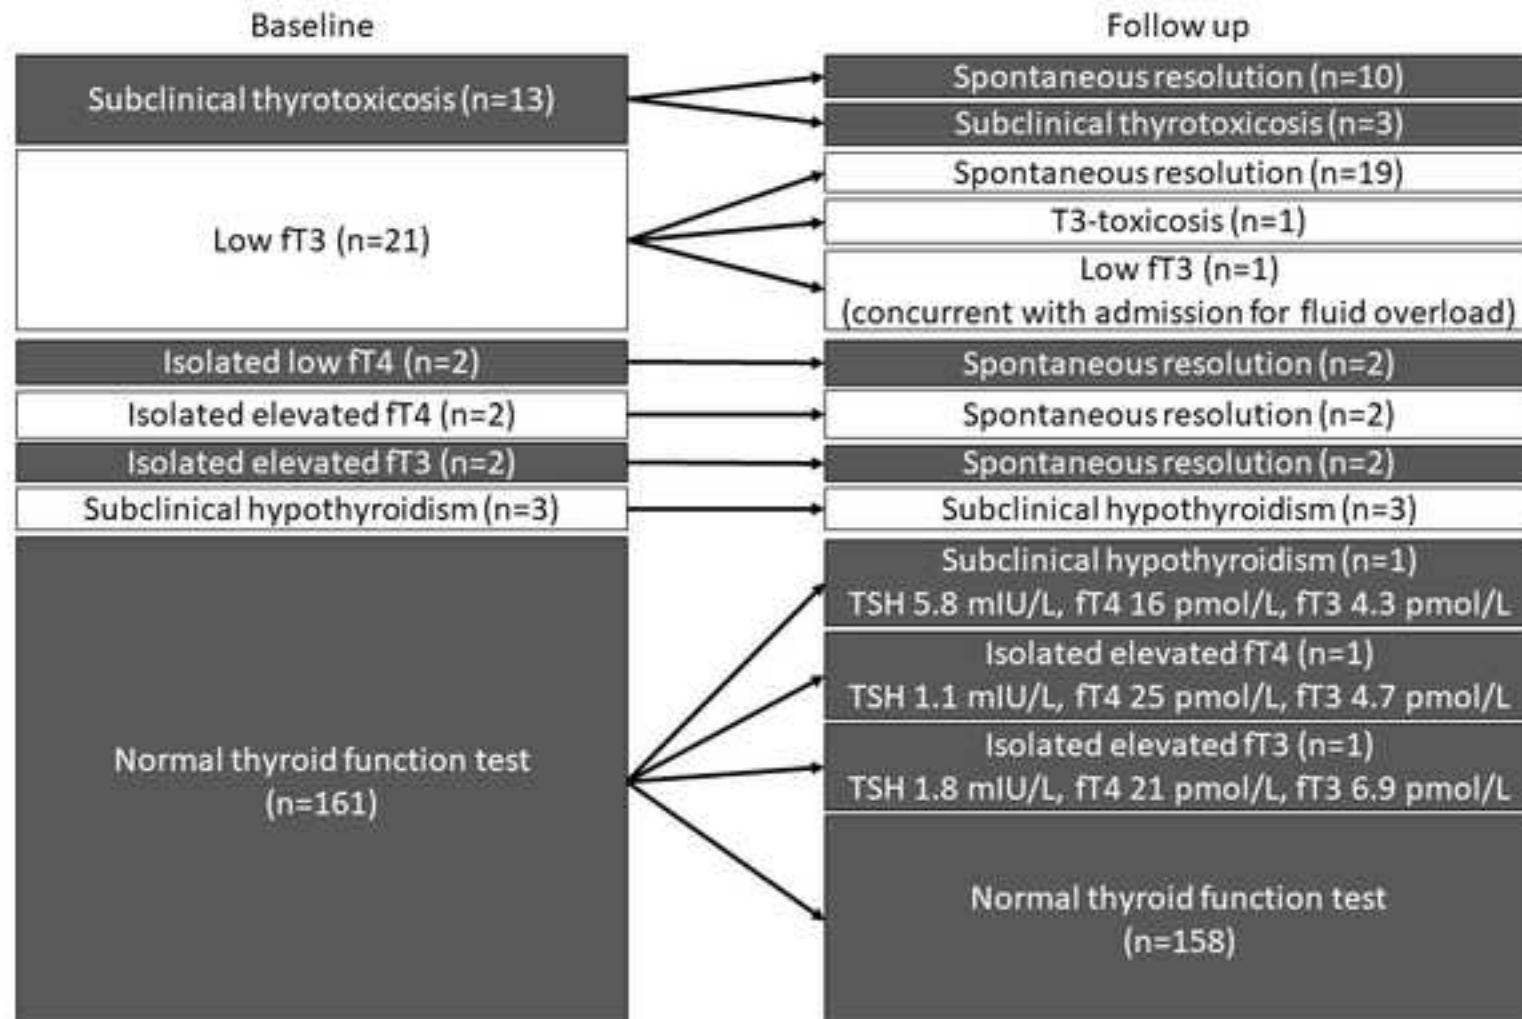 Baseline
Follow up
Subclinical thyrotoxicosis (n=13)
Spontaneous resolution (n=10)
Subclinical thyrotoxicosis (n=3)
Low fT3 (n=21)
Spontaneous resolution (n=19)
T3-toxicosis (n=1)
Low fT3 (n=1)
(concurrent with admission for fluid overload)
Isolated low fT4 (n=2)
Spontaneous resolution (n=2)
Isolated elevated fT4 (n=2)
Spontaneous resolution (n=2)
Isolated elevated fT3 (n=2)
Spontaneous resolution (n=2)
Subclinical hypothyroidism (n=3)
Subclinical hypothyroidism (n=3)
Normal thyroid function test
(n=161)
Subclinical hypothyroidism (n=1)
TSH 5.8 mIU/L, fT4 16 pmol/L, fT3 4.3 pmol/L
Isolated elevated fT4 (n=1)
TSH 1.1 mIU/L, fT4 25 pmol/L, fT3 4.7 pmol/L
Isolated elevated fT3 (n=1)
TSH 1.8 mIU/L, fT4 21 pmol/L, fT3 6.9 pmol/L
Normal thyroid function test
(n=158)